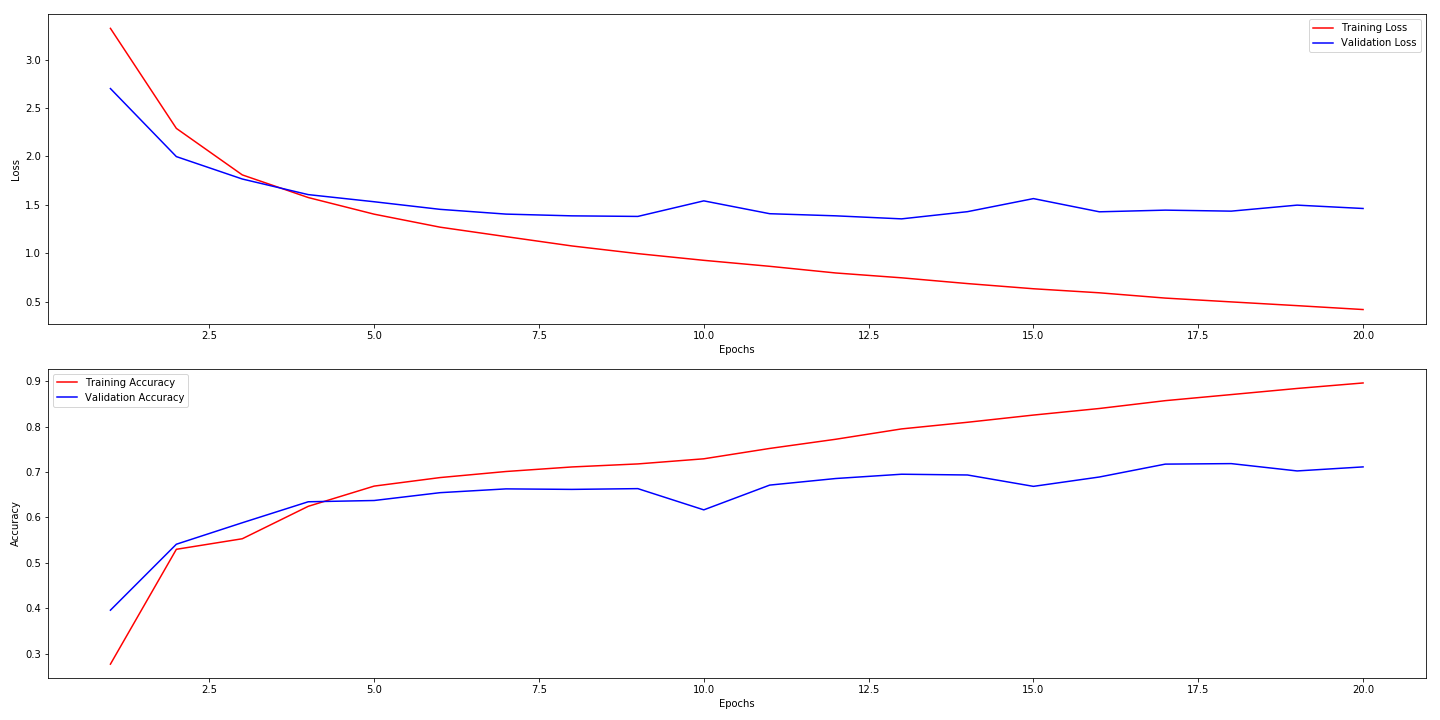 Training Loss
Validation Loss
3.0
2.5
2.0
1.5
1.0
0.5
Loss
2.5 5.0 7.5 10.0 12.5 15.0 17.5 20.0
Epochs
Training Accuracy
Validation Accuracy
0.9
0.8
0.7
0.6
0.5
0.4
0.3
Accuracy
2.5 5.0 7.5 10.0 12.5 15.0 17.5 20.0
Epochs